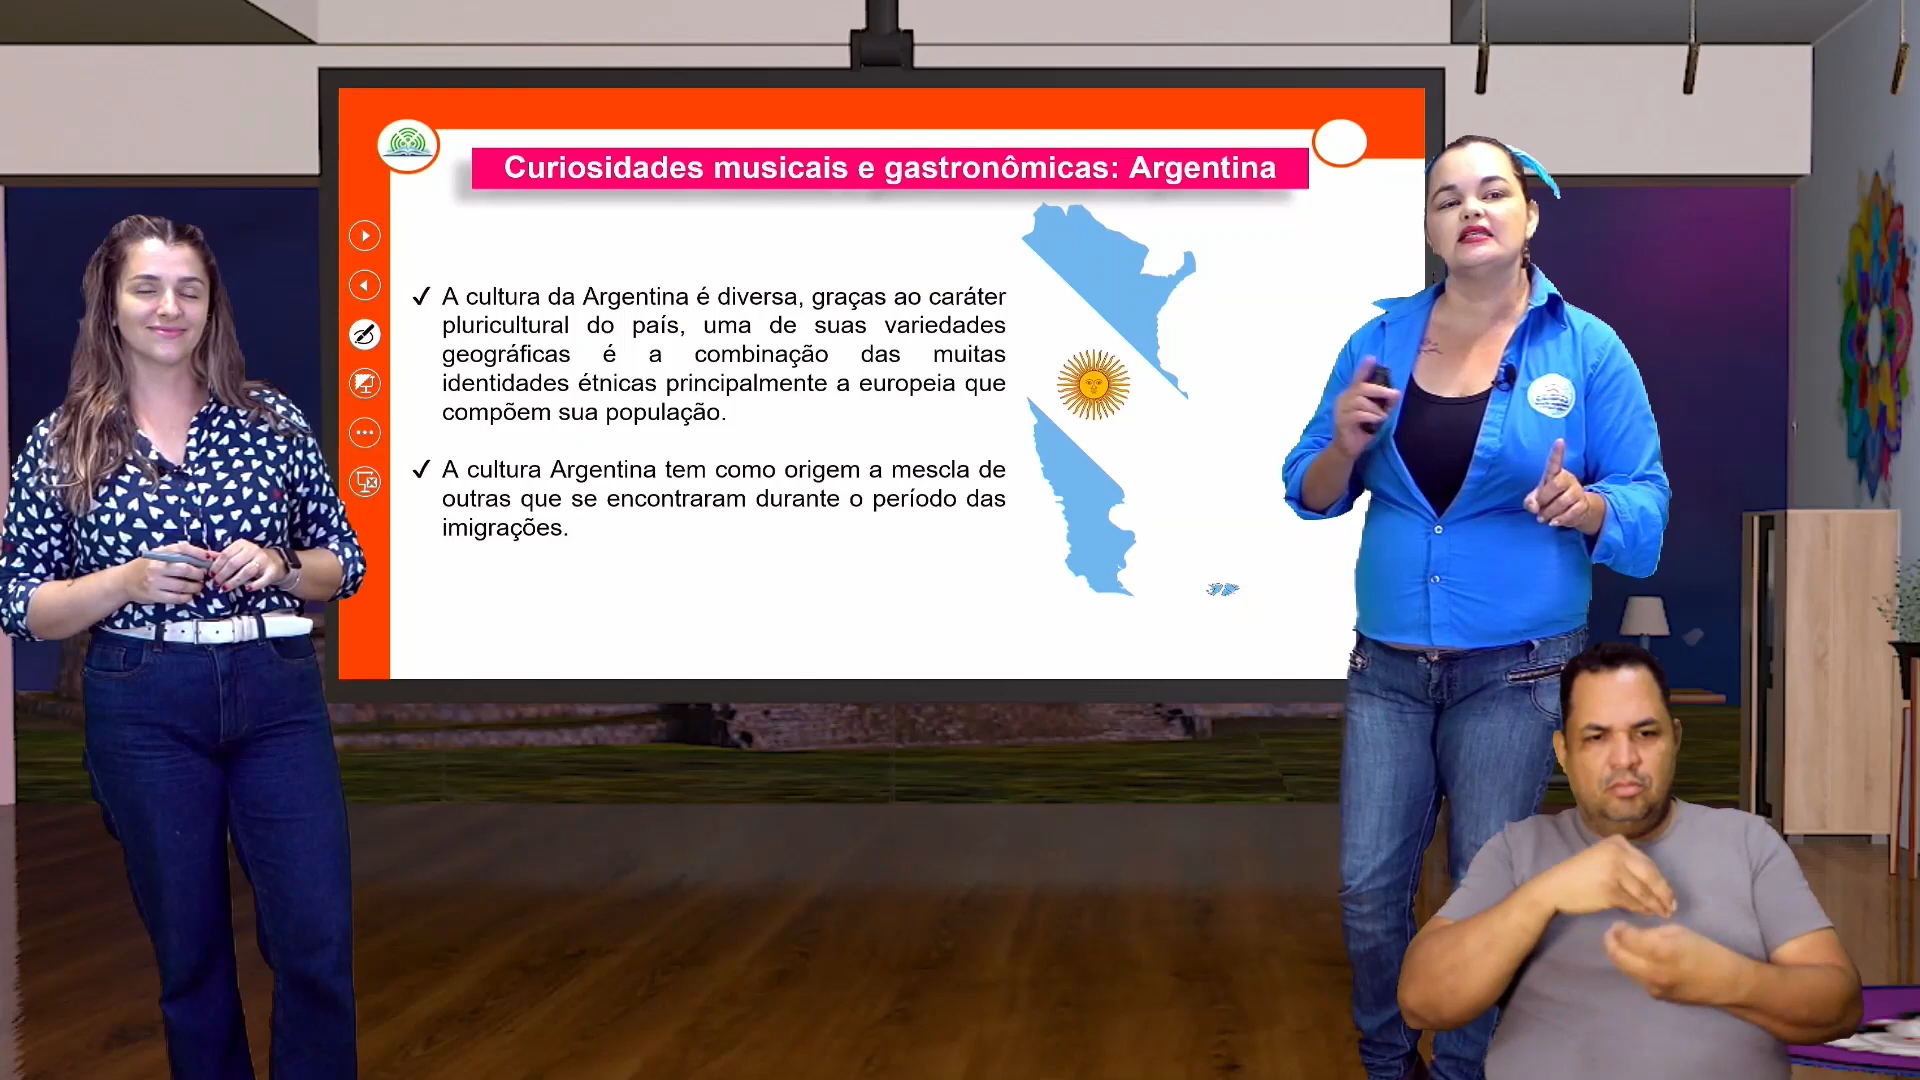 Curiosidades musicais e gastronômicas: Argentina
A cultura da Argentina é diversa, graças ao caráter
pluricultural do país, uma de suas variedades
geográficas é a combinação das muitas
identidades étnicas principalmente a europeia que
compõem sua população.
A cultura Argentina tem como origem a mescla de
outras que se encontraram durante o período das
imigrações.